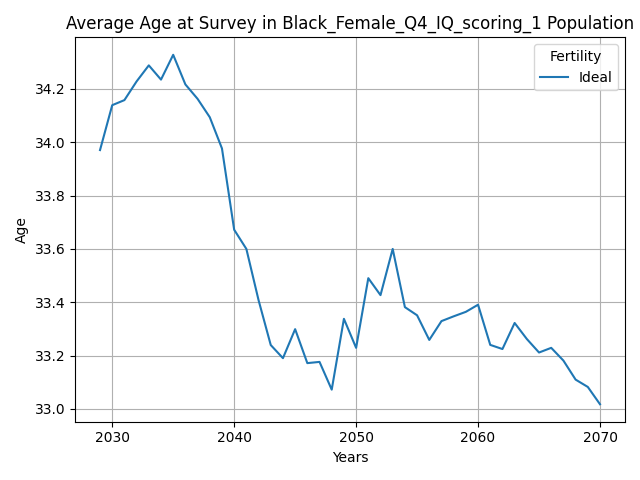 Average Age at Survey in Black_Female_Q4_IQ_scoring_1 Population
Fertility
Ideal
34.2
34.0
33.8
33.6
33.4
33.2
33.0
Age
2030 2040 2050 2060 2070
Years